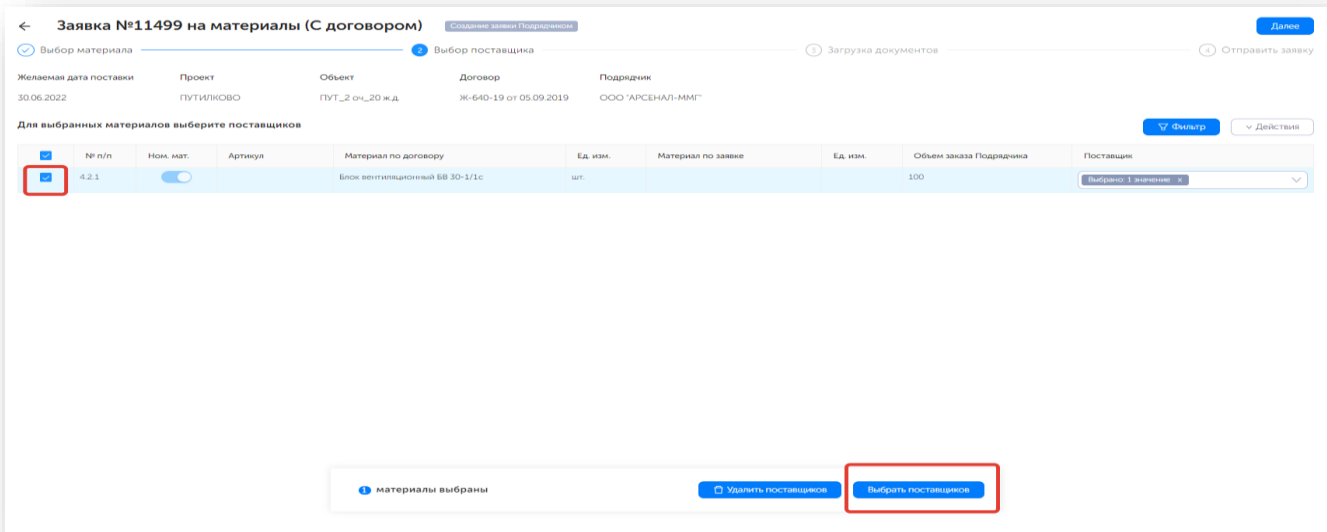 Заявка №11499 на материалы (С договором) Создание заявки Подрядчиком Далее
Выбор материала 2 Выбор поставщика 3 Загрузка документов 4 Отправить заявку
Желаемая дата поставки Проект Объект Договор Подрядчик
30.06.2022 ПУТИЛКОВО ПУТ_2 оч_20 ж.д. Ж-640-19 от 05.09.2019 ООО "АРСЕНАЛ-ММГ"
Для выбранных материалов выберите поставщиков Фильтр Действия
№ п/п Ном. мат. Артикул Материал по договору Ед. изм. Материал по заявке Ед. изм. Объем заказа Подрядчика Поставщик
4.2.1 Блок вентиляционный БВ 30-1/1с шт. 100 Выбрано: 1 значение ×
1 материалы выбраны Удалить поставщиков Выбрать поставщиков